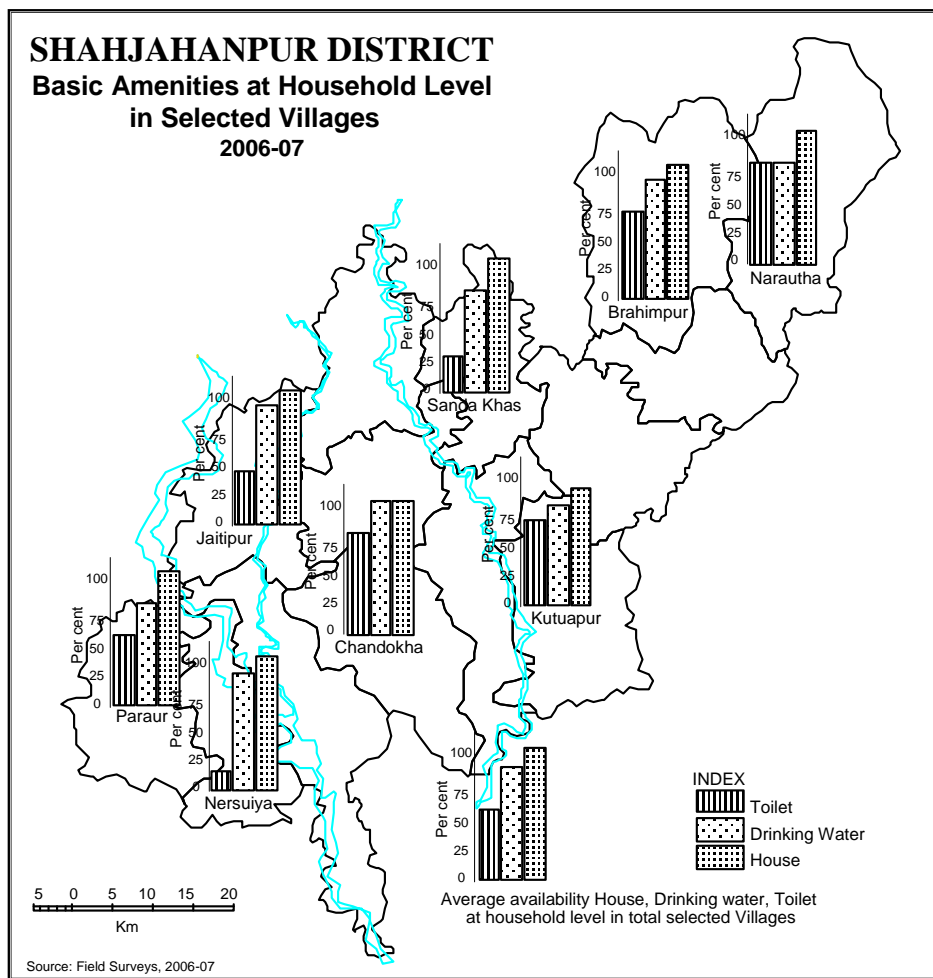 SHAHJAHANPUR DISTRICT
Basic Amenities at Household Level
in Selected Villages
2006-07
100
75
50
25
0
Per cent
Narautha
100
75
50
25
0
Per cent
Brahimpur
100
75
50
25
0
Per cent
Sanda Khas
100
75
50
25
0
Per cent
Jaitipur
100
75
50
25
0
Per cent
Chandokha
100
75
50
25
0
Per cent
Kutuapur
100
75
50
25
0
Per cent
Paraur
100
75
50
25
0
Per cent
Nersuiya
100
75
50
25
0
Per cent
Average availability House, Drinking water, Toilet
at household level in total selected Villages
INDEX
Toilet
Drinking Water
House
5 0 5 10 20
Km
Source: Field Surveys, 2006-07